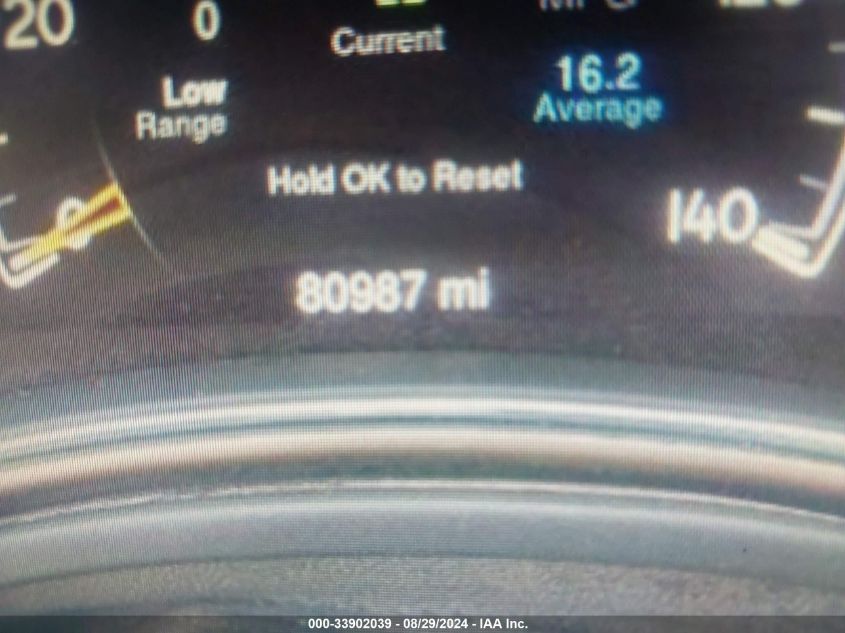 20
0
Current
16.2
Low
Average
Range
Hold OK to Reset
0
140
80987 mi
000-33902039 - 08/29/2024 - IAA Inc.